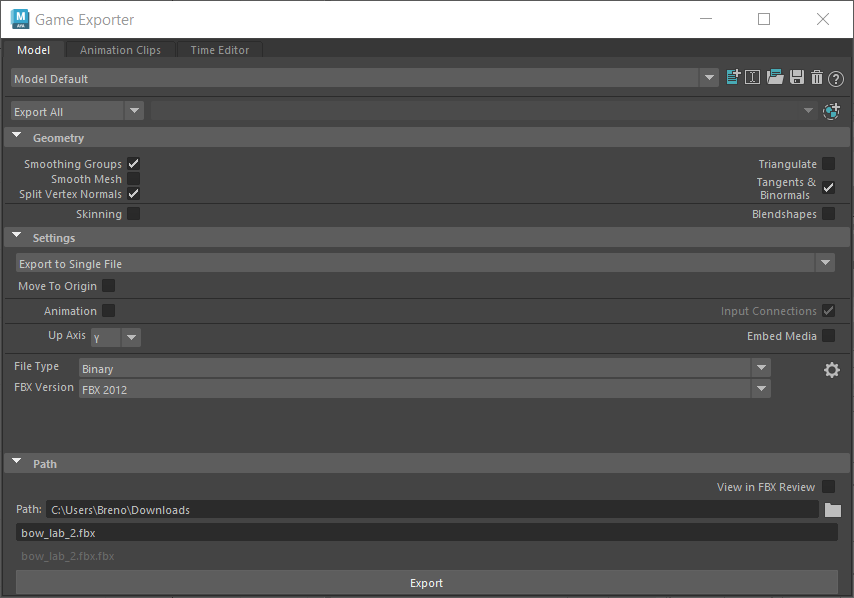 Game Exporter
Model Animation Clips Time Editor
Model Default
Export All
Geometry
Smoothing Groups Triangulate
Smooth Mesh
Split Vertex Normals Tangents &
Binormals
Skinning Blendshapes
Settings
Export to Single File
Move To Origin
Animation Input Connections
Up Axis Y Embed Media
File Type Binary
FBX Version FBX 2012
Path
View in FBX Review
Path: C:\Users\Breno\Downloads
bow_lab_2.fbx
bow_lab_2.fbx.fbx
Export